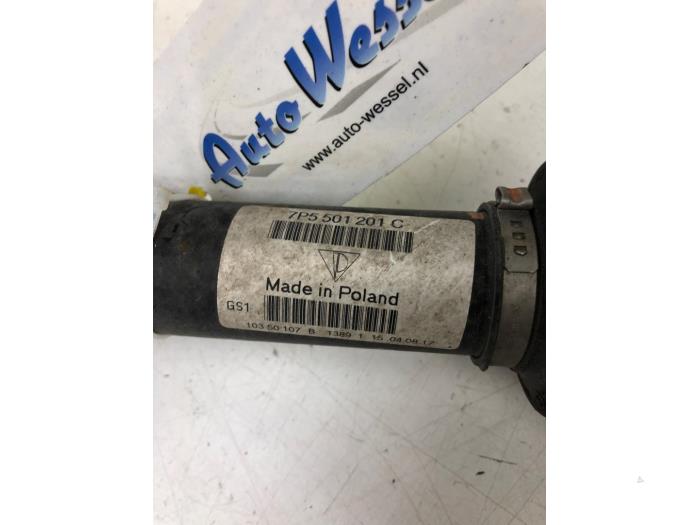 Auto Wessel
www.auto-wessel.nl
7P5 501 201 C
Made in Poland
GS1
103 50 107 B 1389 1 15 04.08.17